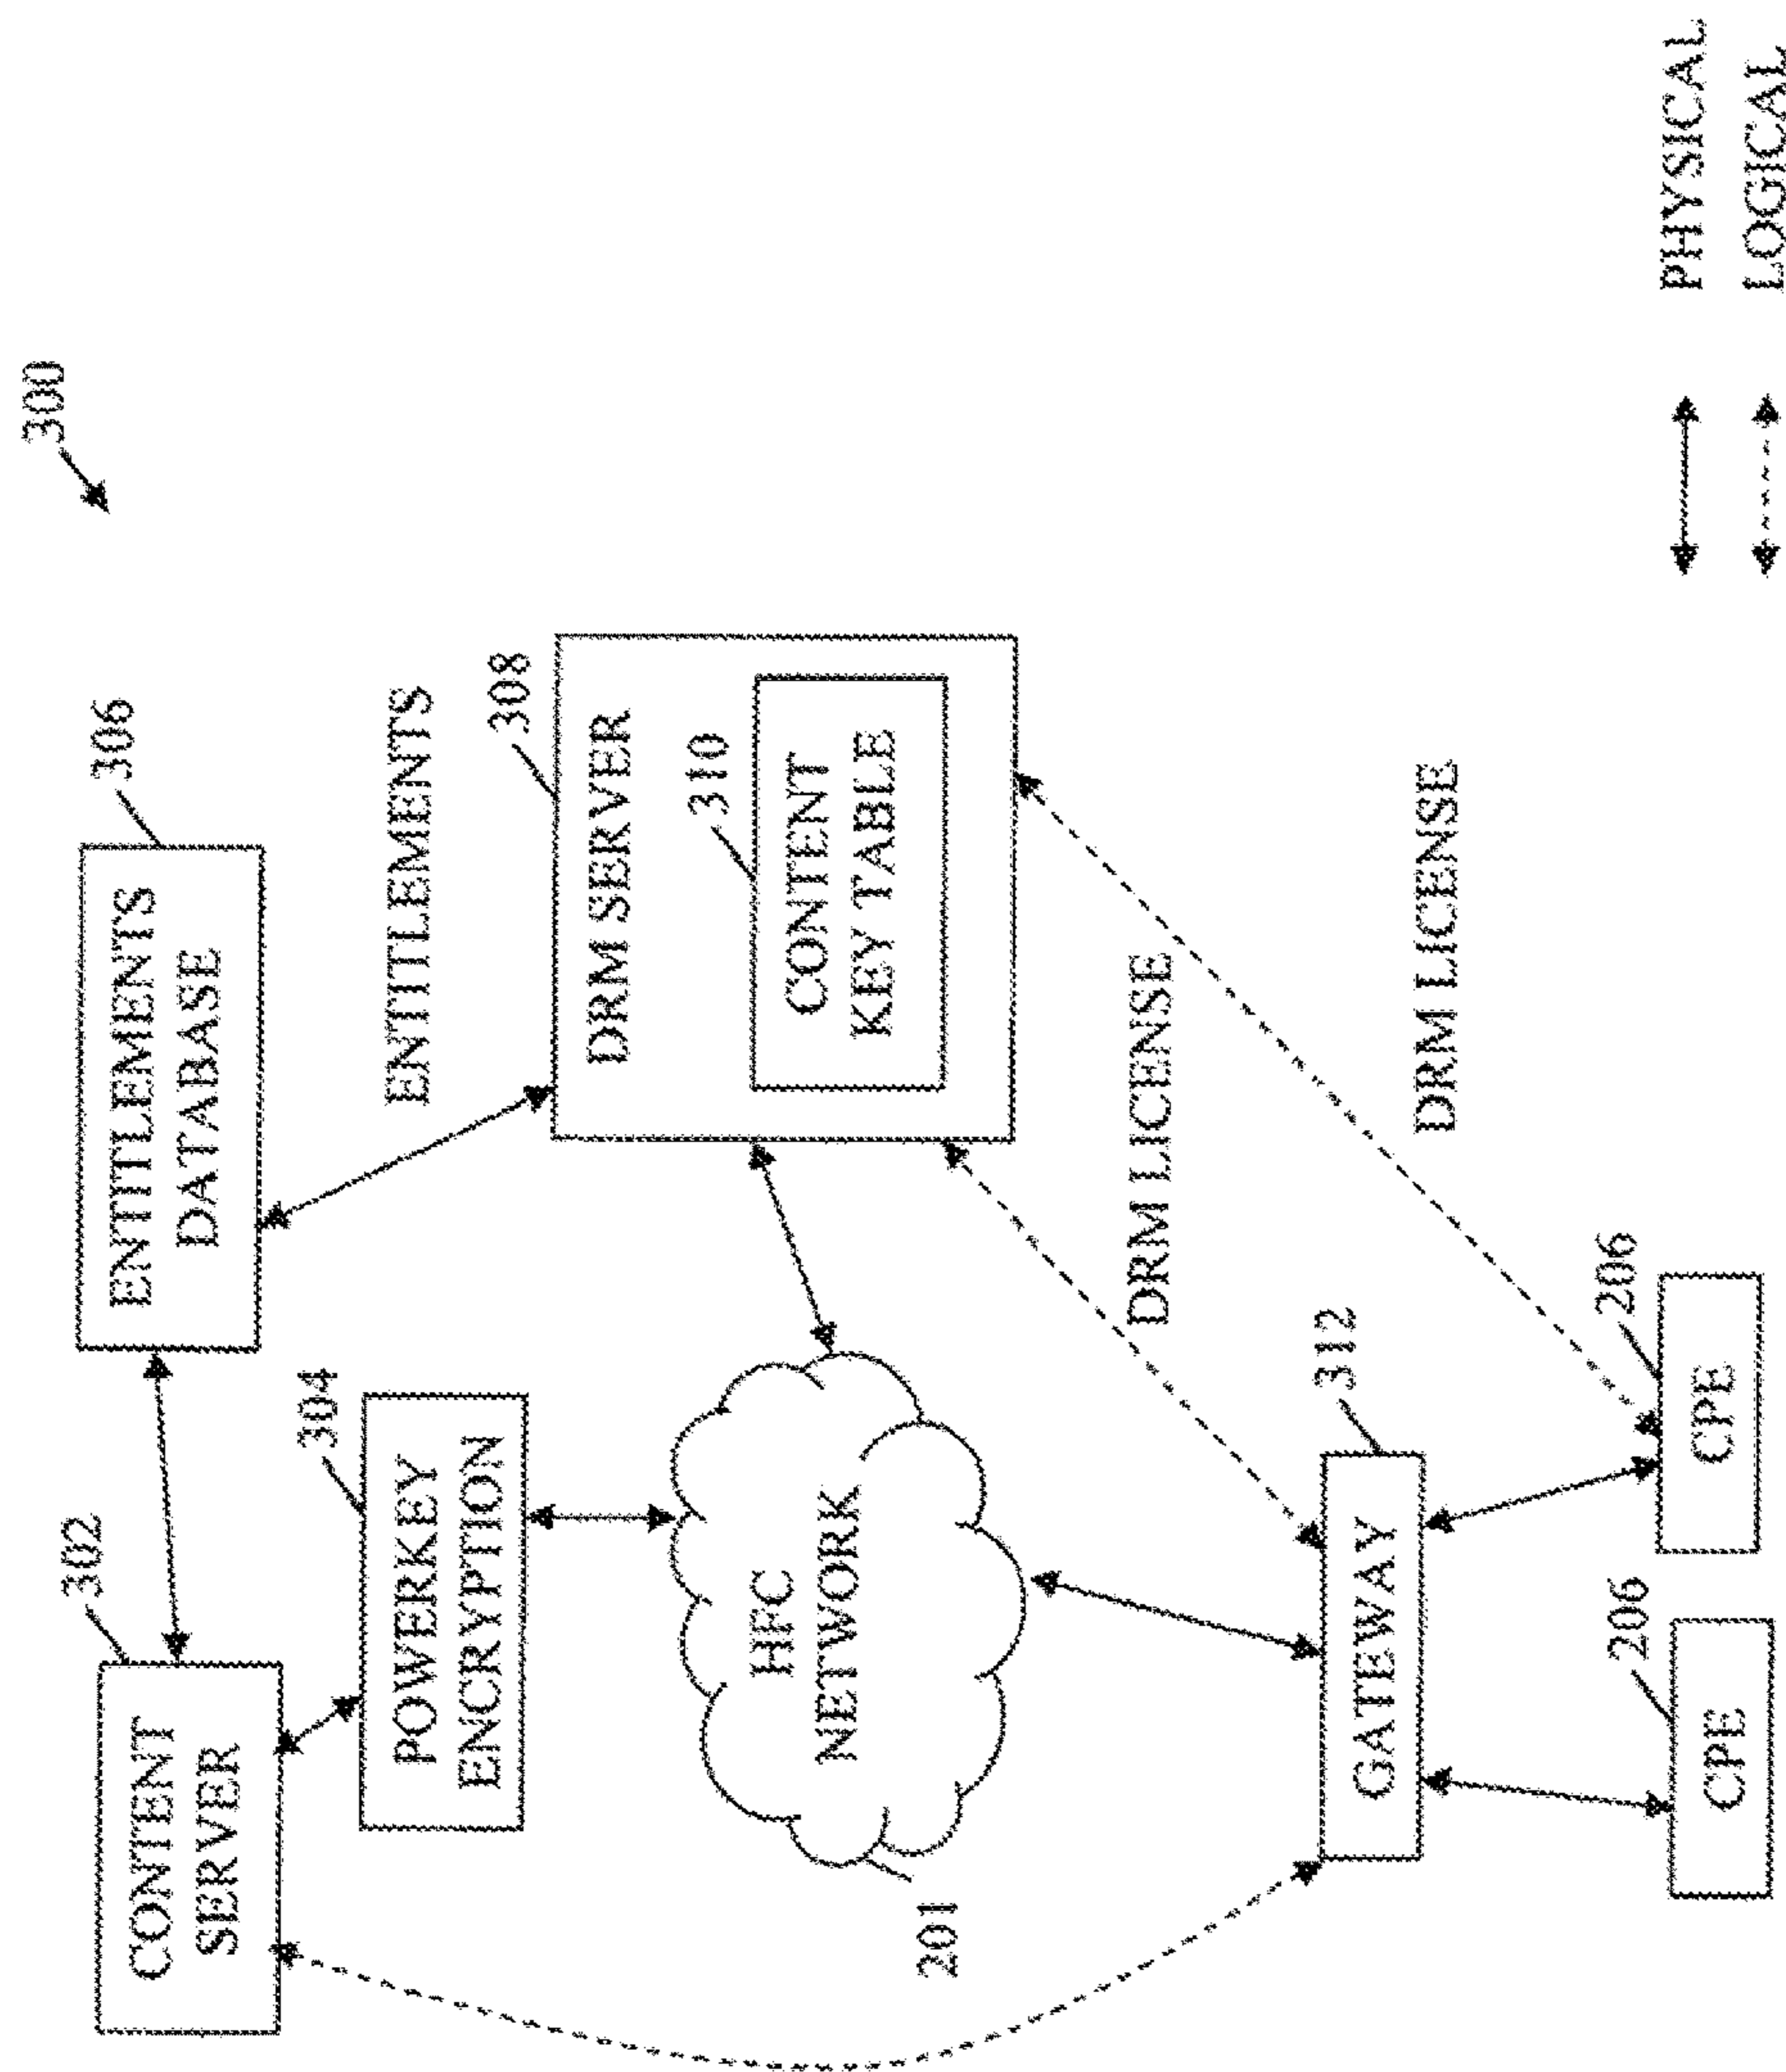 300
302
CONTENT
SERVER
306
ENTITLEMENTS
DATABASE
304
POWERKEY
ENCRYPTION
ENTITLEMENTS
308
DRM SERVER
310
CONTENT
KEY TABLE
HFC
NETWORK
201
DRM LICENSE
DRM LICENSE
312
GATEWAY
206
CPE
206
CPE
PHYSICAL
LOGICAL